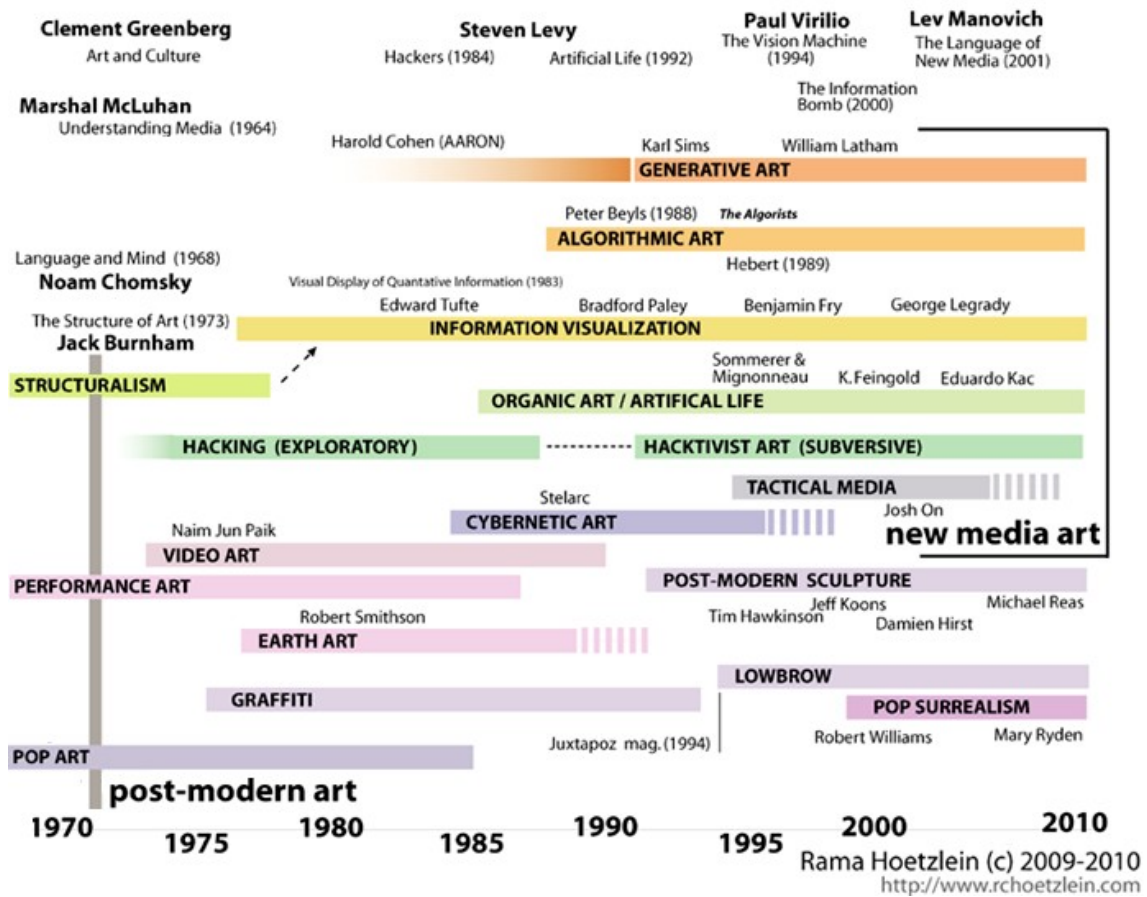 Clement Greenberg
Art and Culture
Steven Levy
Hackers (1984)
Artificial Life (1992)
Paul Virilio
The Vision Machine
(1994)
The Information
Bomb (2000)
Lev Manovich
The Language of
New Media (2001)
Marshal McLuhan
Understanding Media (1964)
Harold Cohen (AARON)
Karl Sims
William Latham
GENERATIVE ART
Peter Beyls (1988)
The Algorists
ALGORITHMIC ART
Hebert (1989)
Language and Mind (1968)
Noam Chomsky
Visual Display of Quantative Information (1983)
Edward Tufte
Bradford Paley
Benjamin Fry
George Legrady
INFORMATION VISUALIZATION
The Structure of Art (1973)
Jack Burnham
STRUCTURALISM
Sommerer &
Mignonneau
K.Feingold
Eduardo Kac
ORGANIC ART / ARTIFICAL LIFE
HACKING (EXPLORATORY)
HACKTIVIST ART (SUBVERSIVE)
TACTICAL MEDIA
Josh On
Stelarc
CYBERNETIC ART
new media art
Naim Jun Paik
VIDEO ART
PERFORMANCE ART
POST-MODERN SCULPTURE
Tim Hawkinson
Jeff Koons
Damien Hirst
Michael Reas
Robert Smithson
EARTH ART
LOWBROW
GRAFFITI
POP SURREALISM
Juxtapoz mag. (1994)
Robert Williams
Mary Ryden
POP ART
post-modern art
1970
1975
1980
1985
1990
1995
2000
2010
Rama Hoetzlein (c) 2009-2010
http://www.rchoetzlein.com